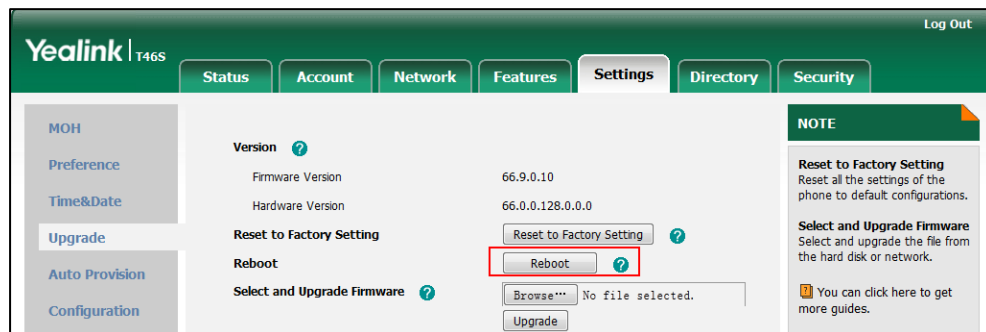 Log Out
Yealink T46S
Status Account Network Features Settings Directory Security
MOH
Preference
Time&Date
Upgrade
Auto Provision
Configuration
Version ?
Firmware Version 66.9.0.10
Hardware Version 66.0.0.128.0.0.0
Reset to Factory Setting Reset to Factory Setting ?
Reboot Reboot ?
Select and Upgrade Firmware ? Browse··· No file selected.
Upgrade
NOTE
Reset to Factory Setting
Reset all the settings of the
phone to default configurations.
Select and Upgrade Firmware
Select and upgrade the file from
the hard disk or network.
? You can click here to get
more guides.